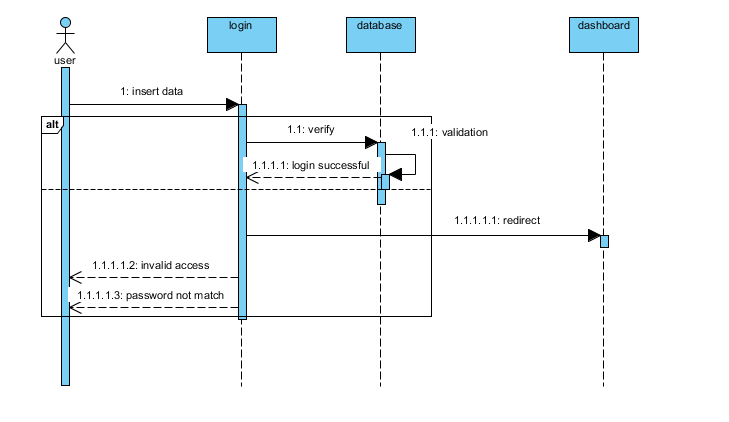 login
database
dashboard
user
1: insert data
alt
1.1: verify
1.1.1: validation
1.1.1.1: login successful
1.1.1.1.1: redirect
1.1.1.1.2: invalid access
1.1.1.1.3: password not match